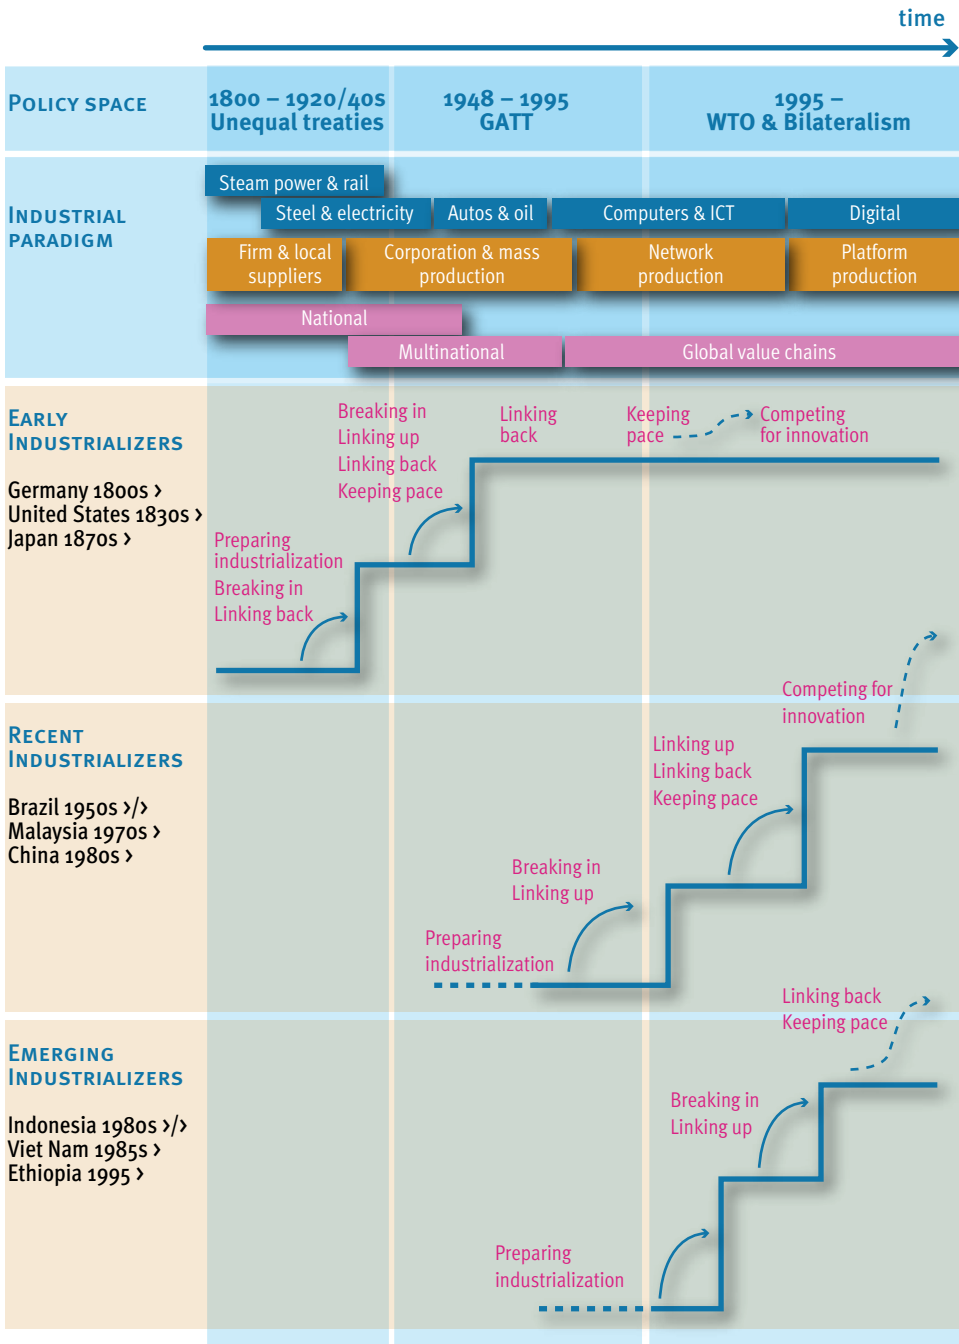 time
POLICY SPACE
1800 – 1920/40s
Unequal treaties
1948 – 1995
GATT
1995 –
WTO & Bilateralism
INDUSTRIAL
PARADIGM
Steam power & rail
Steel & electricity
Autos & oil
Computers & ICT
Digital
Firm & local
suppliers
Corporation & mass
production
Network
production
Platform
production
National
Multinational
Global value chains
EARLY
INDUSTRIALIZERS
Germany 1800s >
United States 1830s >
Japan 1870s >
Preparing
industrialization
Breaking in
Linking back
Breaking in
Linking up
Linking back
Keeping pace
Linking
back
Keeping
pace
Competing
for innovation
RECENT
INDUSTRIALIZERS
Brazil 1950s >/>
Malaysia 1970s >
China 1980s >
Preparing
industrialization
Breaking in
Linking up
Linking up
Linking back
Keeping pace
Competing for
innovation
EMERGING
INDUSTRIALIZERS
Indonesia 1980s >/>
Viet Nam 1985s >
Ethiopia 1995 >
Preparing
industrialization
Breaking in
Linking up
Linking back
Keeping pace